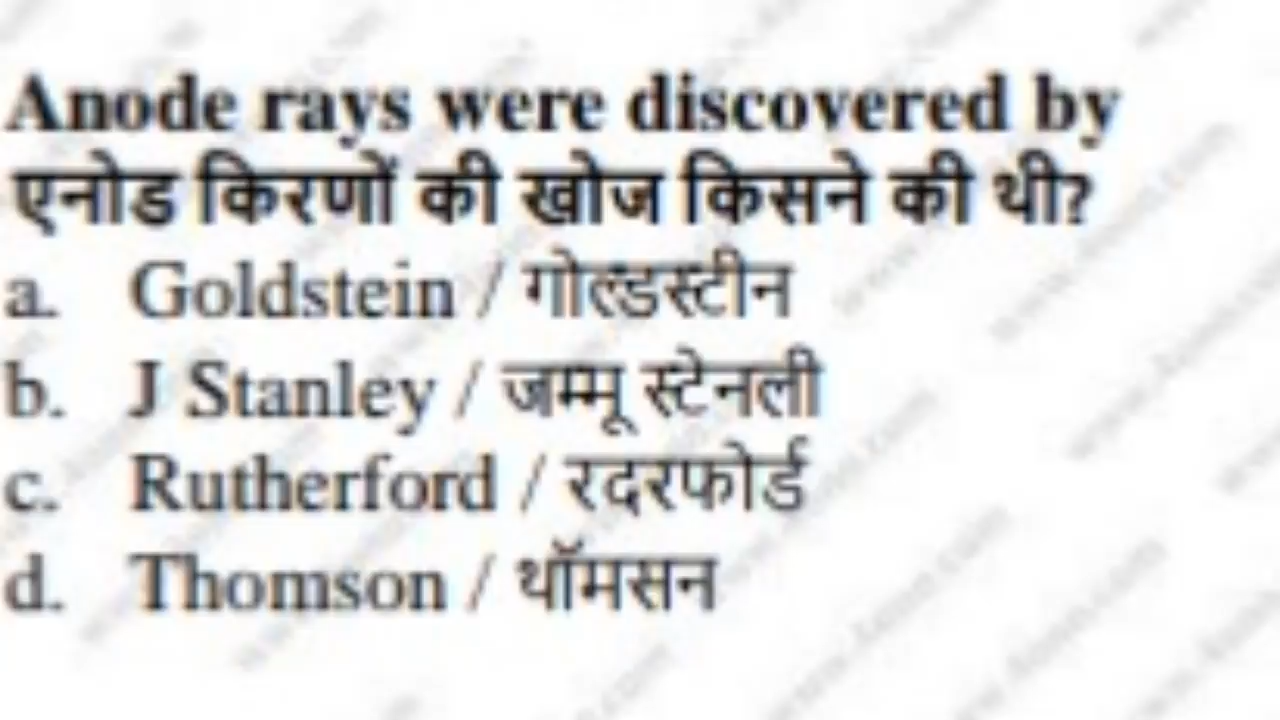 Anode rays were discovered by
एनोड किरणों की खोज किसने की थी?
a. Goldstein / गोल्डस्टीन
b. J Stanley / जम्मू स्टेनली
c. Rutherford / रदरफोर्ड
d. Thomson / थॉमसन